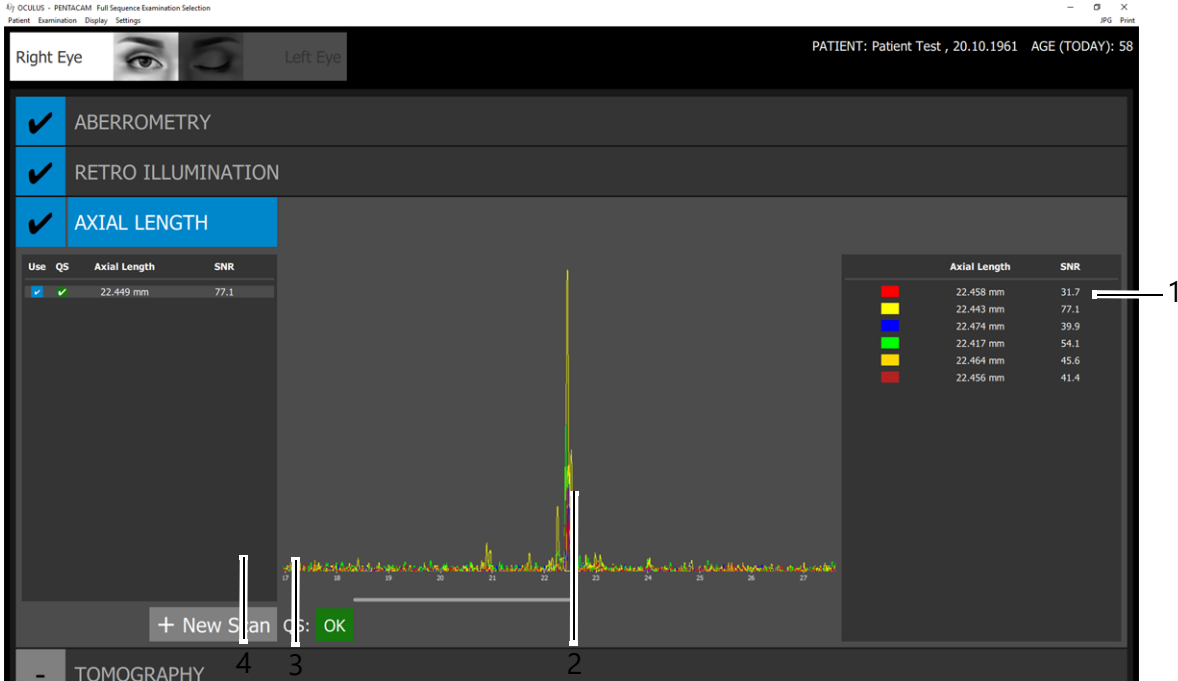 OCULUS - PENTACAM Full Sequence Examination Selection
Patient Examination Display Settings
JPG Print
Right Eye
Left Eye
PATIENT: Patient Test , 20.10.1961 AGE (TODAY): 58
ABERROMETRY
RETRO ILLUMINATION
AXIAL LENGTH
Use QS Axial Length SNR
22.449 mm 77.1
Axial Length SNR
22.458 mm 31.7
22.443 mm 77.1
22.474 mm 39.9
22.417 mm 54.1
22.464 mm 45.6
22.456 mm 41.4
1
17 18 19 20 21 22 23 24 25 26 27
+ New Scan QS: OK
4 3 2
- TOMOGRAPHY